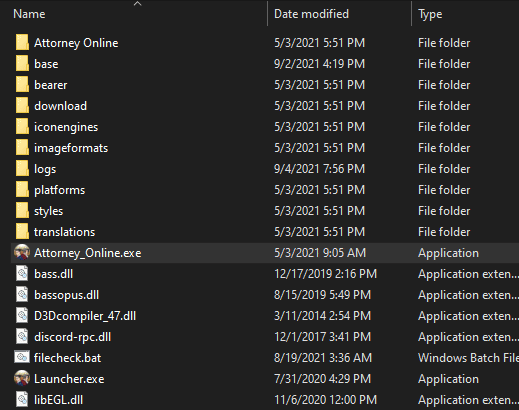 Name Date modified Type
Attorney Online 5/3/2021 5:51 PM File folder
base 9/2/2021 4:19 PM File folder
bearer 5/3/2021 5:51 PM File folder
download 5/3/2021 5:51 PM File folder
iconengines 5/3/2021 5:51 PM File folder
imageformats 5/3/2021 5:51 PM File folder
logs 9/4/2021 7:56 PM File folder
platforms 5/3/2021 5:51 PM File folder
styles 5/3/2021 5:51 PM File folder
translations 5/3/2021 5:51 PM File folder
Attorney_Online.exe 5/3/2021 9:05 AM Application
bass.dll 12/17/2019 2:16 PM Application exten...
bassopus.dll 8/15/2019 5:49 PM Application exten...
D3Dcompiler_47.dll 3/11/2014 2:54 PM Application exten...
discord-rpc.dll 12/1/2017 3:41 PM Application exten...
filecheck.bat 8/19/2021 3:36 AM Windows Batch File
Launcher.exe 7/31/2020 4:29 PM Application
libEGL.dll 11/6/2020 12:00 PM Application exten...